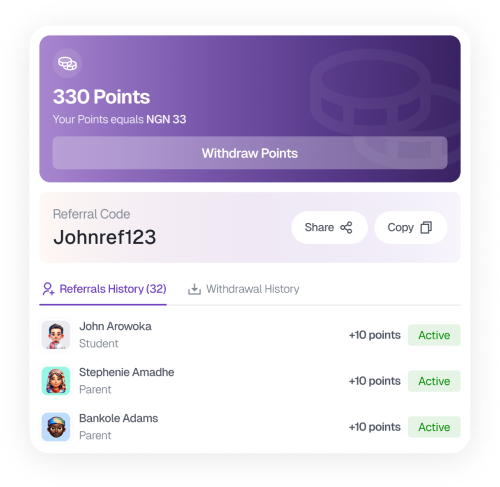 330 Points
Your Points equals NGN 33
Withdraw Points
Referral Code
Johnref123
Share
Copy
Referrals History (32)
Withdrawal History
John Arowoka
Student
+10 points
Active
Stephenie Amadhe
Parent
+10 points
Active
Bankole Adams
Parent
+10 points
Active